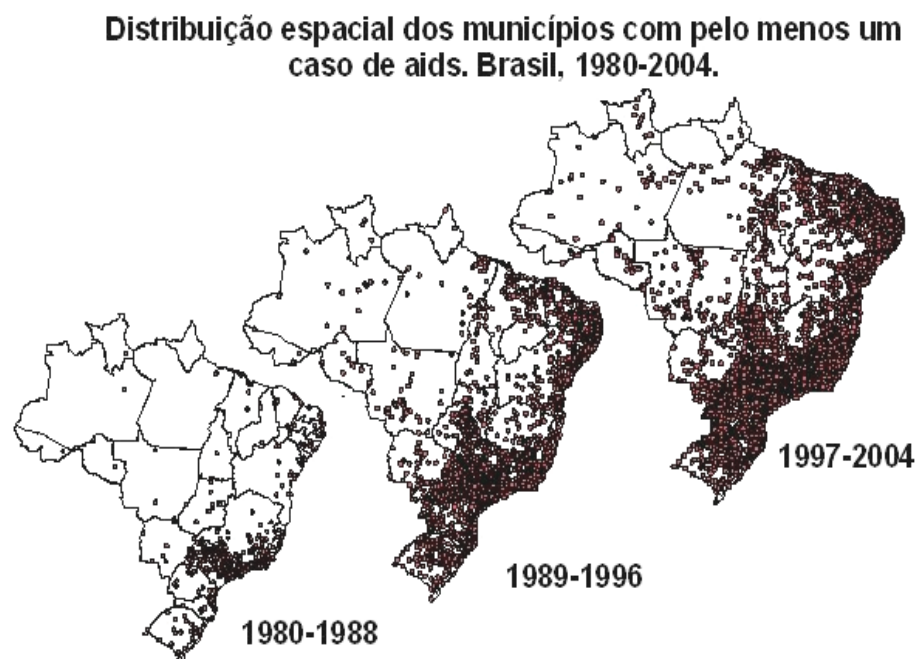 Distribuição espacial dos municípios com pelo menos um
caso de aids. Brasil, 1980-2004.
1997-2004
1989-1996
1980-1988